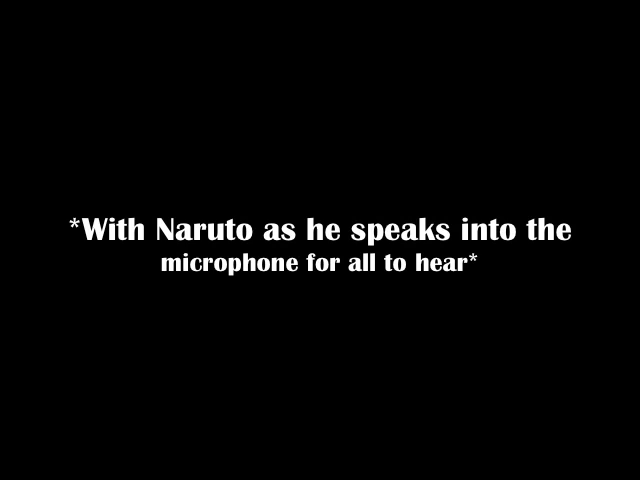 *With Naruto as he speaks into the
microphone for all to hear*